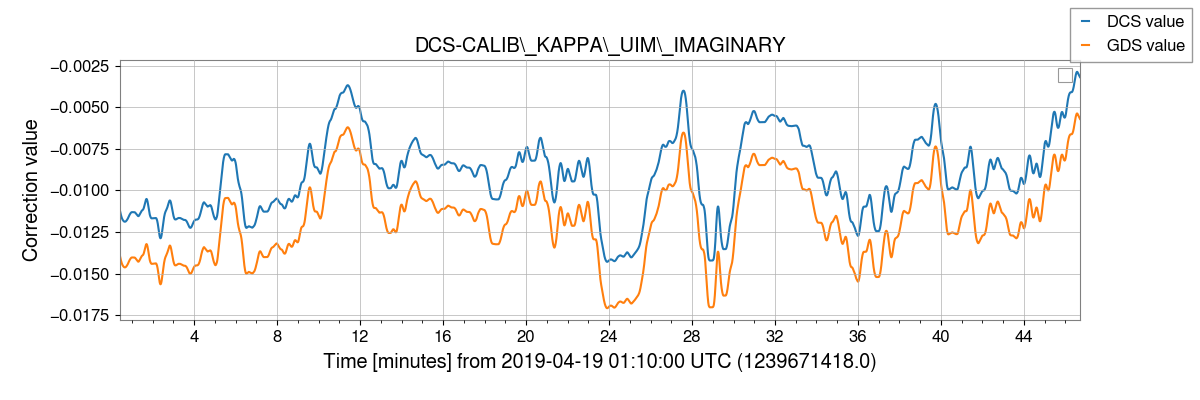 DCS value
GDS value
DCS-CALIB\_KAPPA\_UIM\_IMAGINARY
Correction value
−0.0025
−0.0050
−0.0075
−0.0100
−0.0125
−0.0150
−0.0175
4 8 12 16 20 24 28 32 36 40 44
Time [minutes] from 2019-04-19 01:10:00 UTC (1239671418.0)